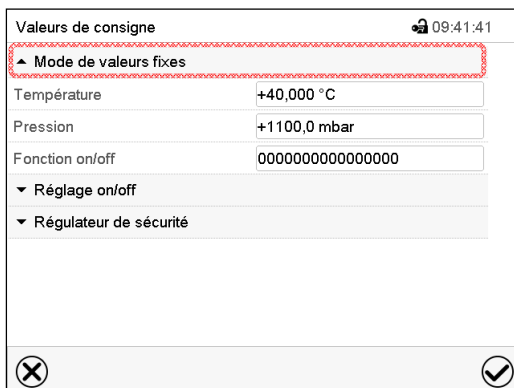 Valeurs de consigne 09:41:41
Mode de valeurs fixes
Température +40,000 °C
Pression +1100,0 mbar
Fonction on/off 0000000000000000
Réglage on/off
Régulateur de sécurité